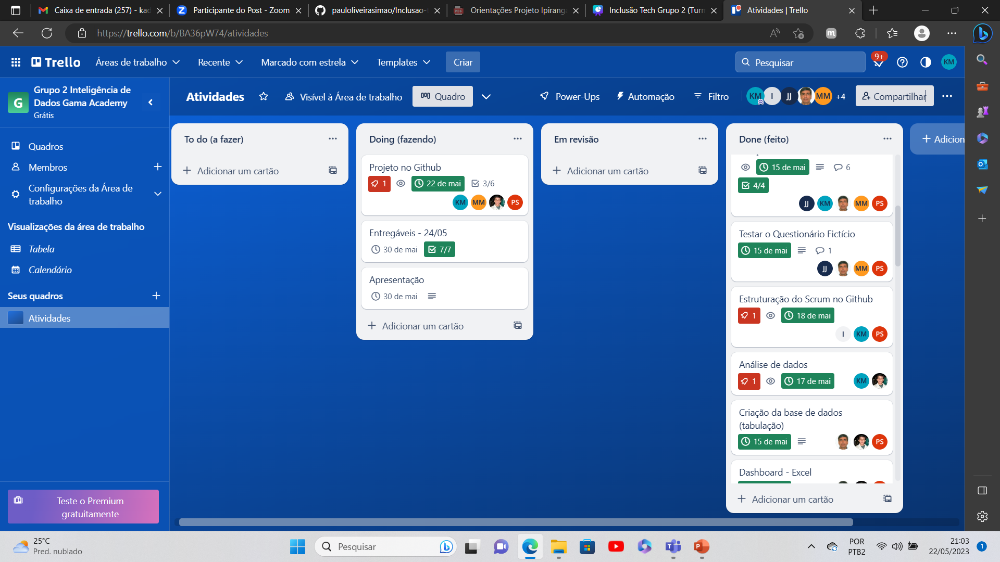 Caixa de entrada (257) - kad
Participante do Post - Zoom
pauloliveirasimao/Inclusao-
Orientações Projeto Ipirang
Inclusão Tech Grupo 2 (Turm
Atividades | Trello
https://trello.com/b/BA36pW74/atividades
Trello
Áreas de trabalho
Recente
Marcado com estrela
Templates
Criar
Pesquisar
9+
KM
G
Grupo 2 Inteligência de
Dados Gama Academy
Grátis
Atividades
Visível à Área de trabalho
Quadro
Power-Ups
Automação
Filtro
KM
I
JJ
MM
+4
Compartilhar
Quadros
Membros
Configurações da Área de
trabalho
Visualizações da área de trabalho
Tabela
Calendário
Seus quadros
Atividades
Teste o Premium
gratuitamente
To do (a fazer)
Adicionar um cartão
Doing (fazendo)
Projeto no Github
1
22 de mai
3/6
KM
MM
PS
Entregáveis - 24/05
30 de mai
7/7
Apresentação
30 de mai
Adicionar um cartão
Em revisão
Adicionar um cartão
Done (feito)
15 de mai
6
4/4
JJ
KM
MM
PS
Testar o Questionário Fictício
15 de mai
1
JJ
MM
PS
Estruturação do Scrum no Github
1
18 de mai
I
KM
PS
Análise de dados
1
17 de mai
KM
Criação da base de dados
(tabulação)
15 de mai
PS
Dashboard - Excel
Adicionar um cartão
Adicion
25°C
Pred. nublado
Pesquisar
POR
PTB2
21:03
22/05/2023
1